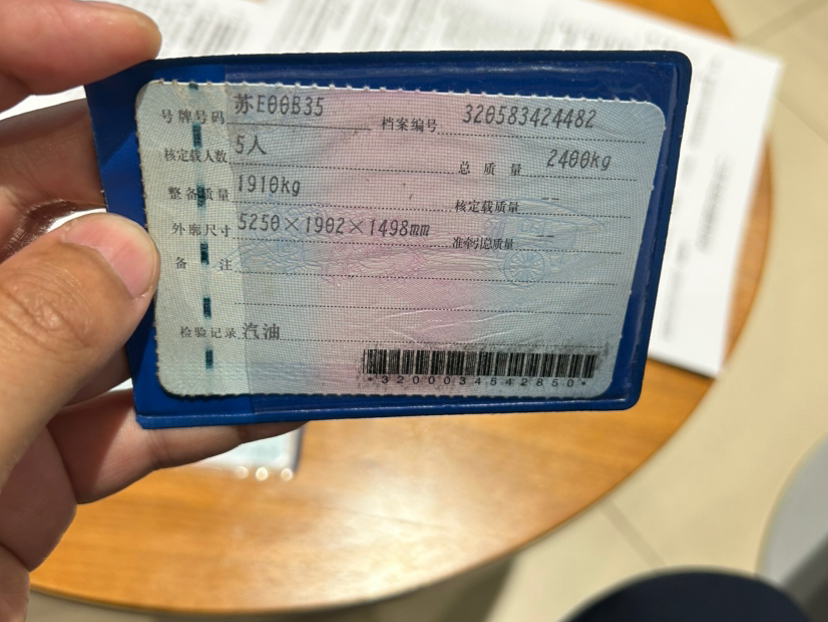 号牌号码 苏E00B35 档案编号 320583424482
核定载人数 5人 总质量 2400kg
整备质量 1910kg 核定载质量 --
外廓尺寸 5250×1902×1498mm 准牵引总质量 --
备注
检验记录 汽油
*3200034542850*